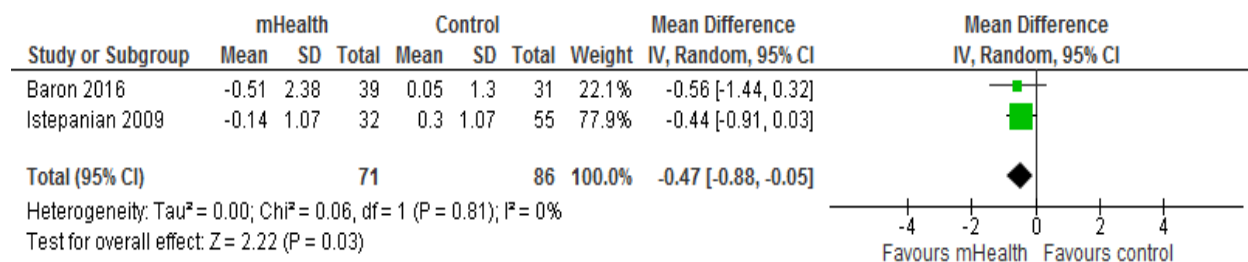 mHealth Control Mean Difference Mean Difference
Study or Subgroup Mean SD Total Mean SD Total Weight IV, Random, 95% CI IV, Random, 95% CI
Baron 2016 -0.51 2.38 39 0.05 1.3 31 22.1% -0.56 [-1.44, 0.32]
Istepanian 2009 -0.14 1.07 32 0.3 1.07 55 77.9% -0.44 [-0.91, 0.03]
Total (95% CI) 71 86 100.0% -0.47 [-0.88, -0.05]
Heterogeneity: Tau² = 0.00; Chi² = 0.06, df = 1 (P = 0.81); I² = 0%
Test for overall effect: Z = 2.22 (P = 0.03)
-4 -2 0 2 4
Favours mHealth Favours control